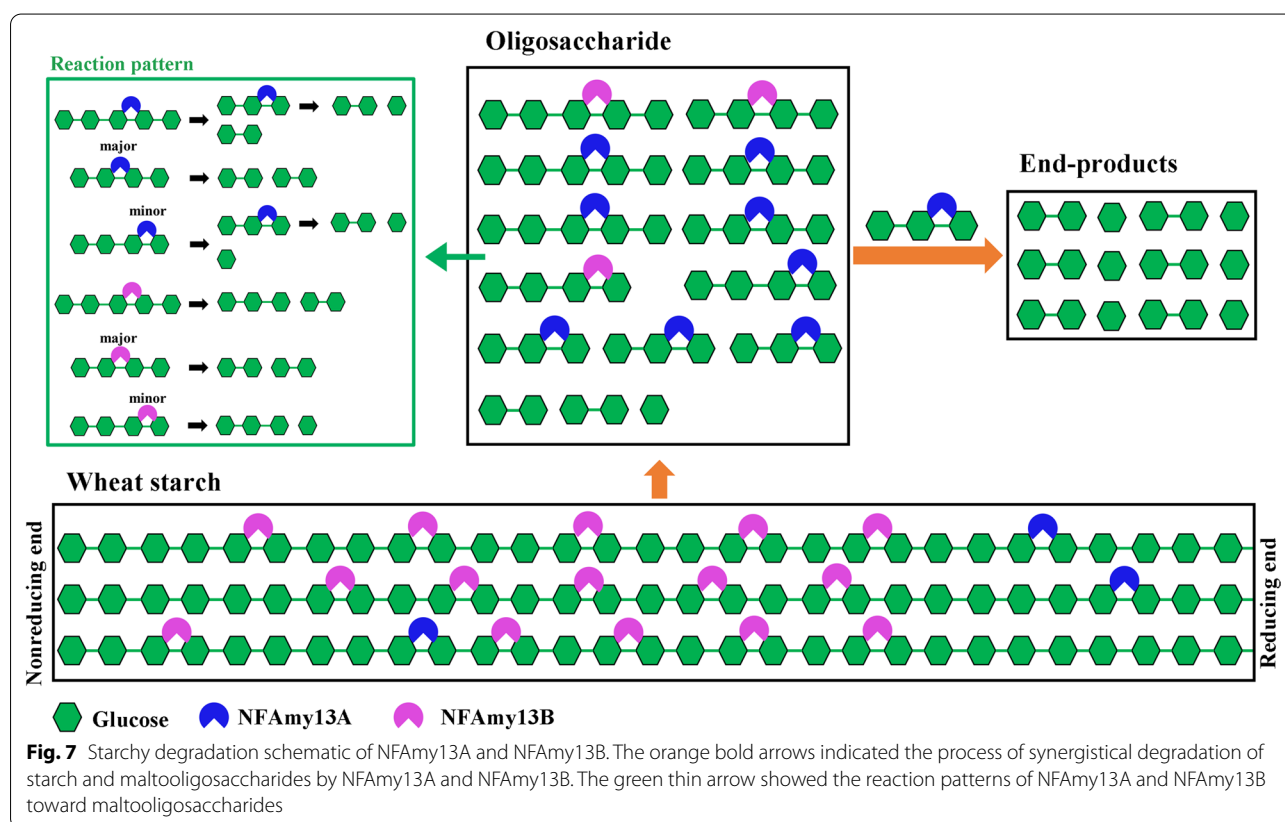 Oligosaccharide
Reaction pattern
major
minor
major
minor
End-products
Wheat starch
Nonreducing end
Reducing end
Glucose
NFAmy13A
NFAmy13B
Fig. 7 Starchy degradation schematic of NFAmy13A and NFAmy13B. The orange bold arrows indicated the process of synergistical degradation of
starch and maltooligosaccharides by NFAmy13A and NFAmy13B. The green thin arrow showed the reaction patterns of NFAmy13A and NFAmy13B
toward maltooligosaccharides